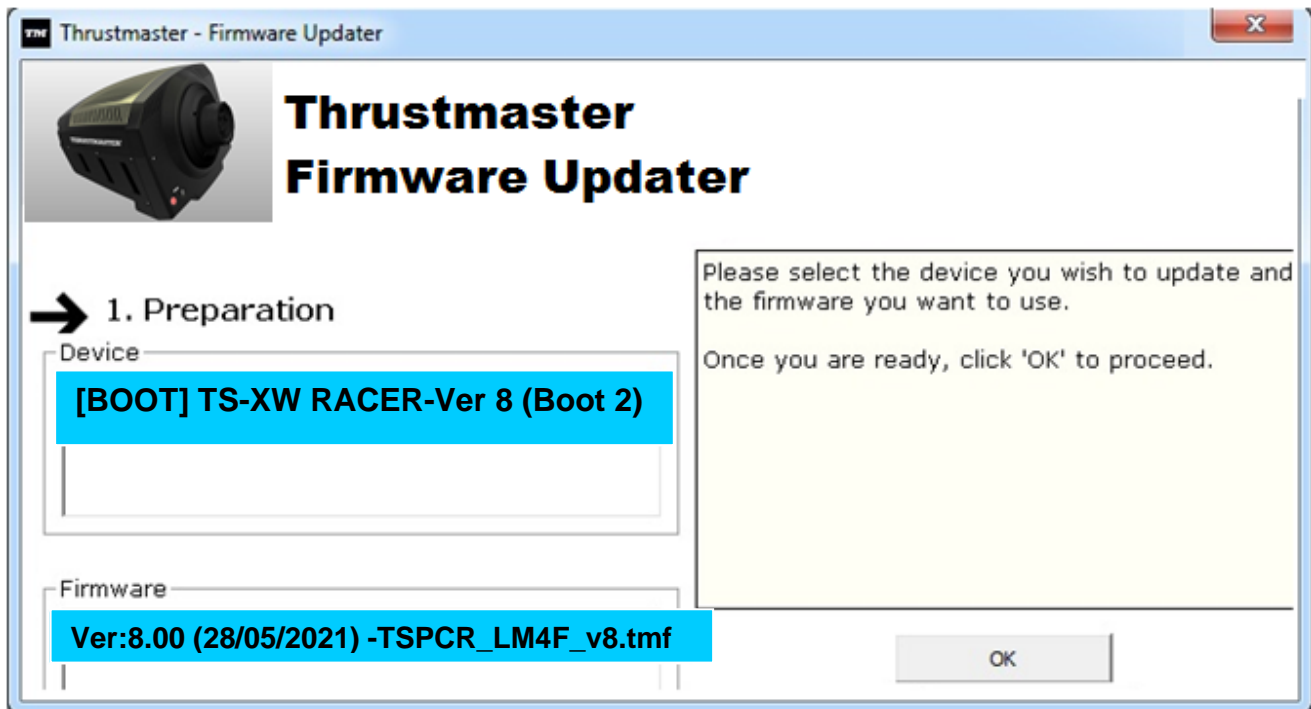 Thrustmaster - Firmware Updater
Thrustmaster
Firmware Updater
1. Preparation
Device
[BOOT] TS-XW RACER-Ver 8 (Boot 2)
Firmware
Ver:8.00 (28/05/2021) -TSPCR_LM4F_v8.tmf
Please select the device you wish to update and
the firmware you want to use.
Once you are ready, click 'OK' to proceed.
OK